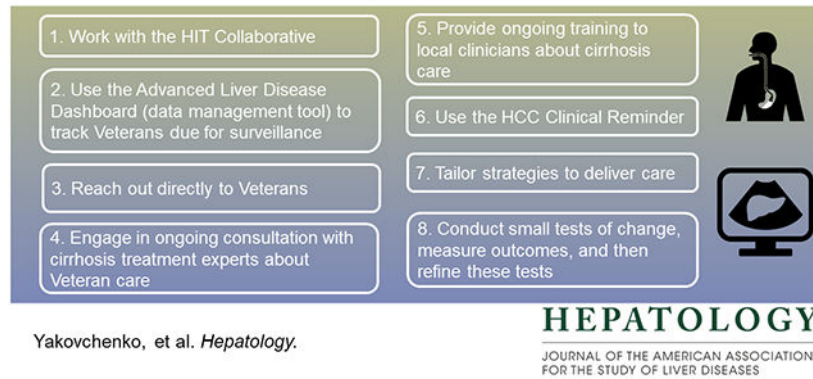 1. Work with the HIT Collaborative
2. Use the Advanced Liver Disease
Dashboard (data management tool) to
track Veterans due for surveillance
3. Reach out directly to Veterans
4. Engage in ongoing consultation with
cirrhosis treatment experts about
Veteran care
5. Provide ongoing training to
local clinicians about cirrhosis
care
6. Use the HCC Clinical Reminder
7. Tailor strategies to deliver care
8. Conduct small tests of change,
measure outcomes, and then
refine these tests
Yakovchenko, et al. Hepatology.
HEPATOLOGY
JOURNAL OF THE AMERICAN ASSOCIATION
FOR THE STUDY OF LIVER DISEASES